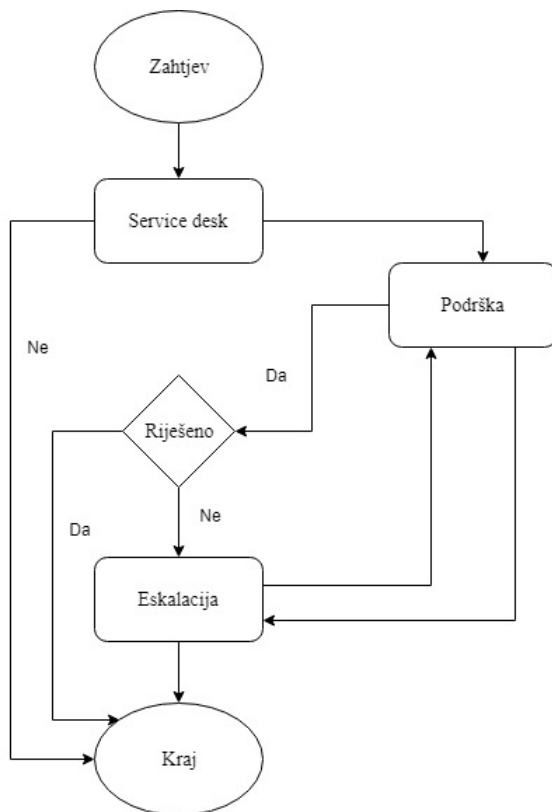 Zahtjev
Service desk
Podrška
Ne
Da
Riješeno
Ne
Da
Eskalacija
Kraj